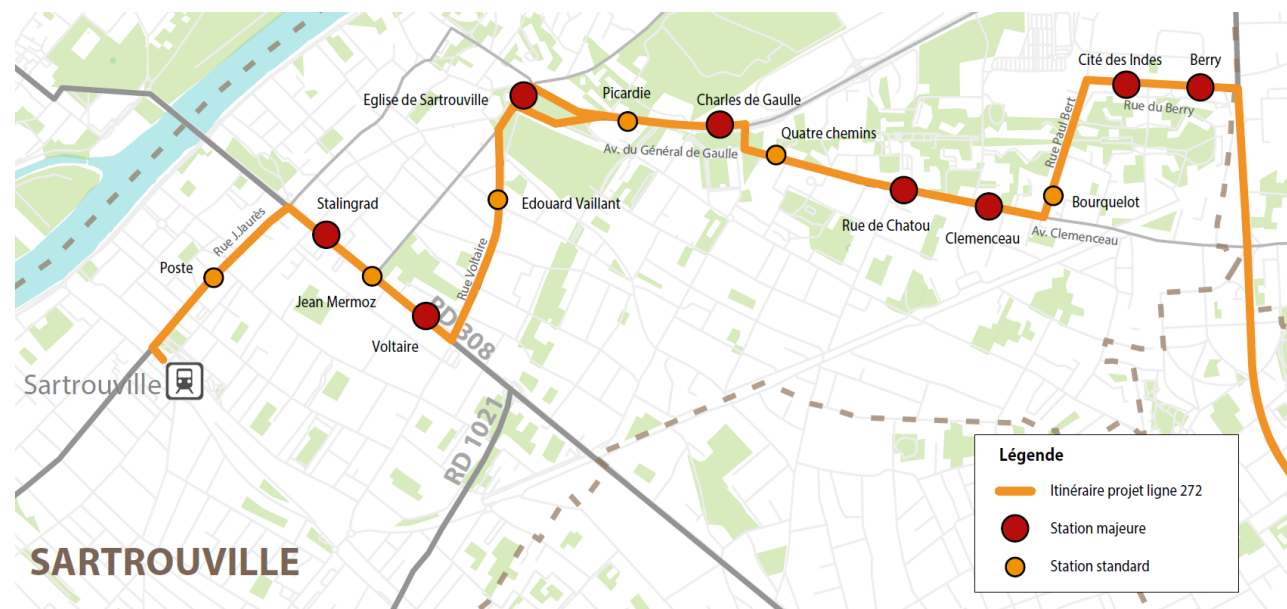 Cité des Indes
Berry
Rue du Berry
Eglise de Sartrouville
Picardie
Charles de Gaulle
Quatre chemins
Av. du Général de Gaulle
Rue Paul Bert
Stalingrad
Edouard Vaillant
Bourquelot
Rue de Chatou
Clemenceau
Av. Clemenceau
Rue J.Jaurès
Poste
Rue Voltaire
Jean Mermoz
RD 308
Voltaire
Sartrouville
RD 1021
Légende
Itinéraire projet ligne 272
Station majeure
Station standard
SARTROUVILLE